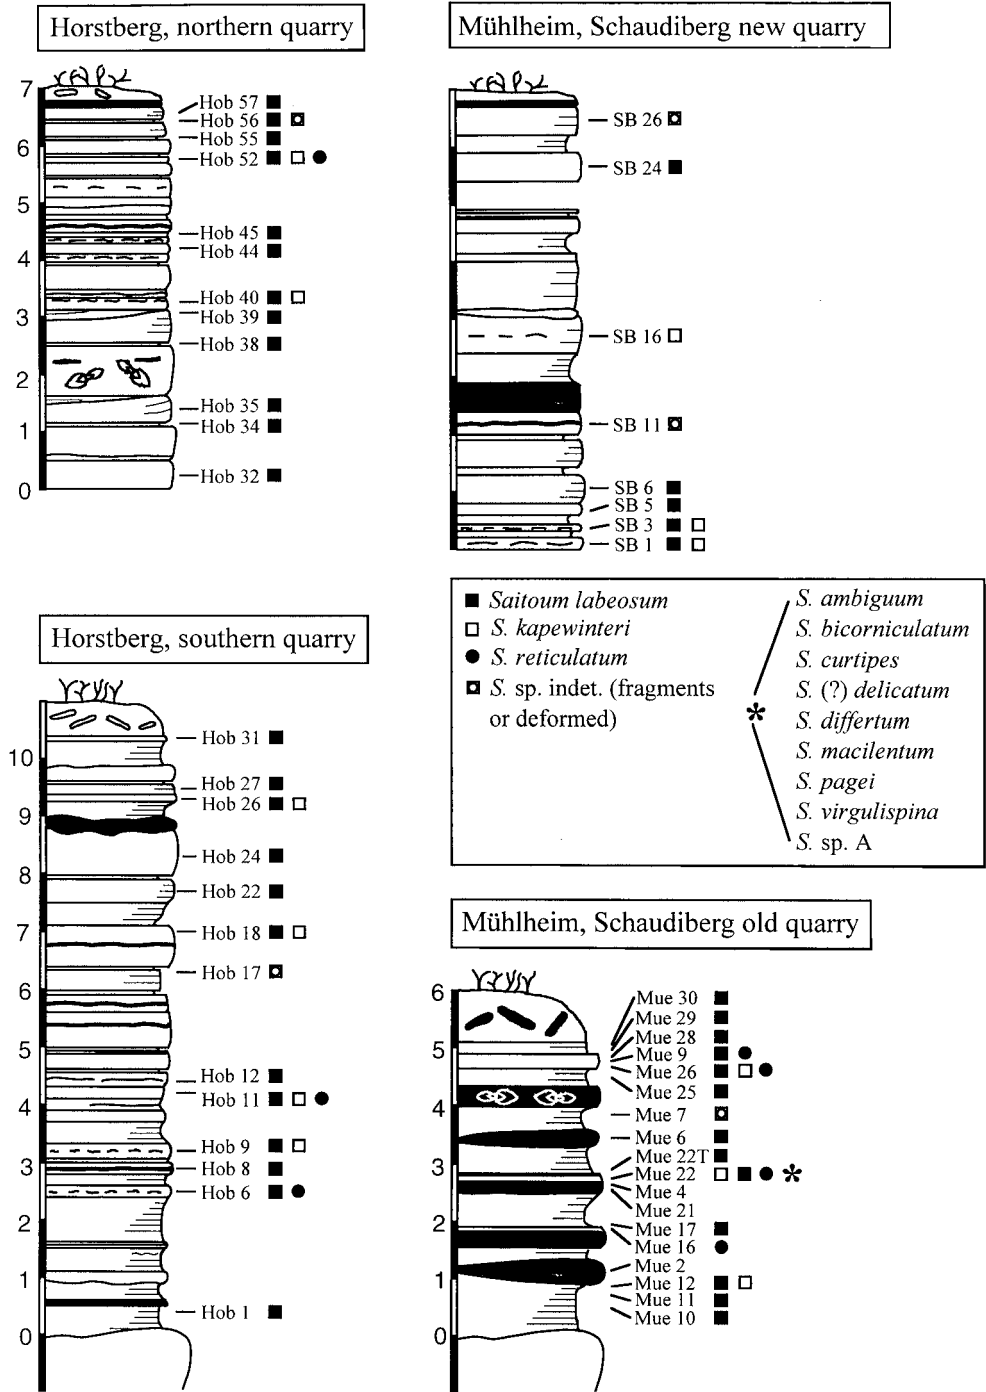 Horstberg, northern quarry
7
6
5
4
3
2
1
0
Hob 57
Hob 56
Hob 55
Hob 52
Hob 45
Hob 44
Hob 40
Hob 39
Hob 38
Hob 35
Hob 34
Hob 32
Mühlheim, Schaudiberg new quarry
SB 26
SB 24
SB 16
SB 11
SB 6
SB 5
SB 3
SB 1
Saitoum labeosum
S. kapewinteri
S. reticulatum
S. sp. indet. (fragments
or deformed)
*
S. ambiguum
S. bicorniculatum
S. curtipes
S. (?) delicatum
S. differtum
S. macilentum
S. pagei
S. virgulispina
S. sp. A
Horstberg, southern quarry
10
9
8
7
6
5
4
3
2
1
0
Hob 31
Hob 27
Hob 26
Hob 24
Hob 22
Hob 18
Hob 17
Hob 12
Hob 11
Hob 9
Hob 8
Hob 6
Hob 1
Mühlheim, Schaudiberg old quarry
6
5
4
3
2
1
0
Mue 30
Mue 29
Mue 28
Mue 9
Mue 26
Mue 25
Mue 7
Mue 6
Mue 22T
Mue 22 *
Mue 4
Mue 21
Mue 17
Mue 16
Mue 2
Mue 12
Mue 11
Mue 10